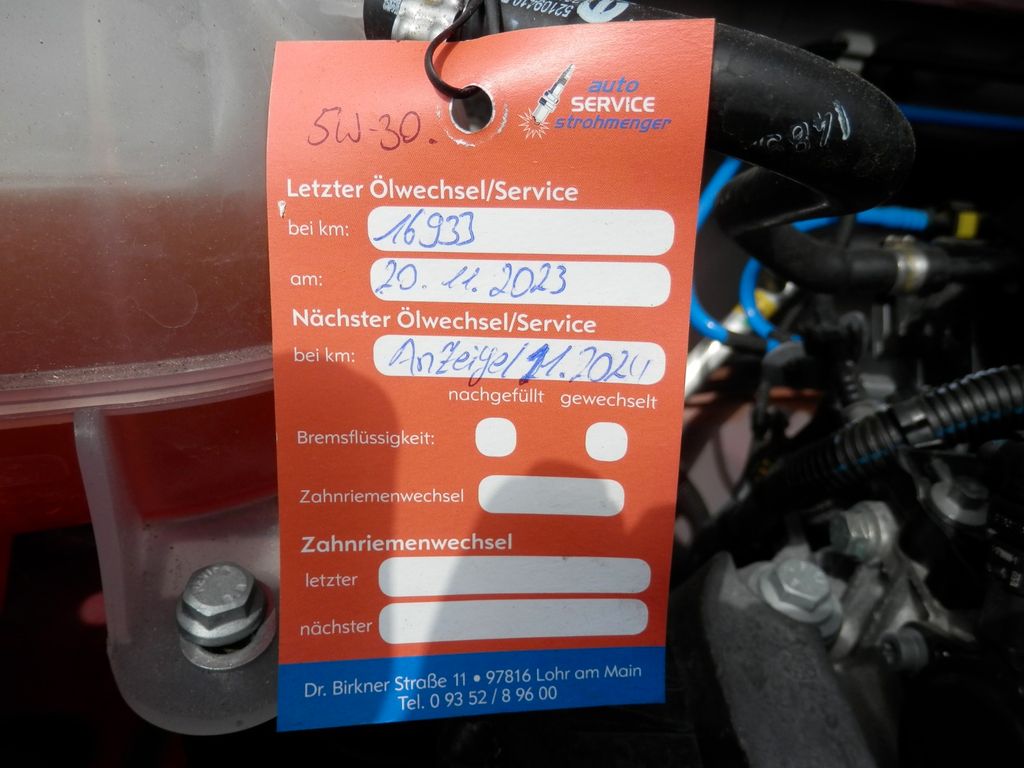 auto
SERVICE
strohmenger
5W-30.
Letzter Ölwechsel/Service
bei km: 16933
am: 20.11.2023
Nächster Ölwechsel/Service
bei km: Anzeige/11.2024
nachgefüllt gewechselt
Bremsflüssigkeit:
Zahnriemenwechsel
Zahnriemenwechsel
letzter
nächster
Dr. Birkner Straße 11 • 97816 Lohr am Main
Tel. 0 93 52 / 8 96 00